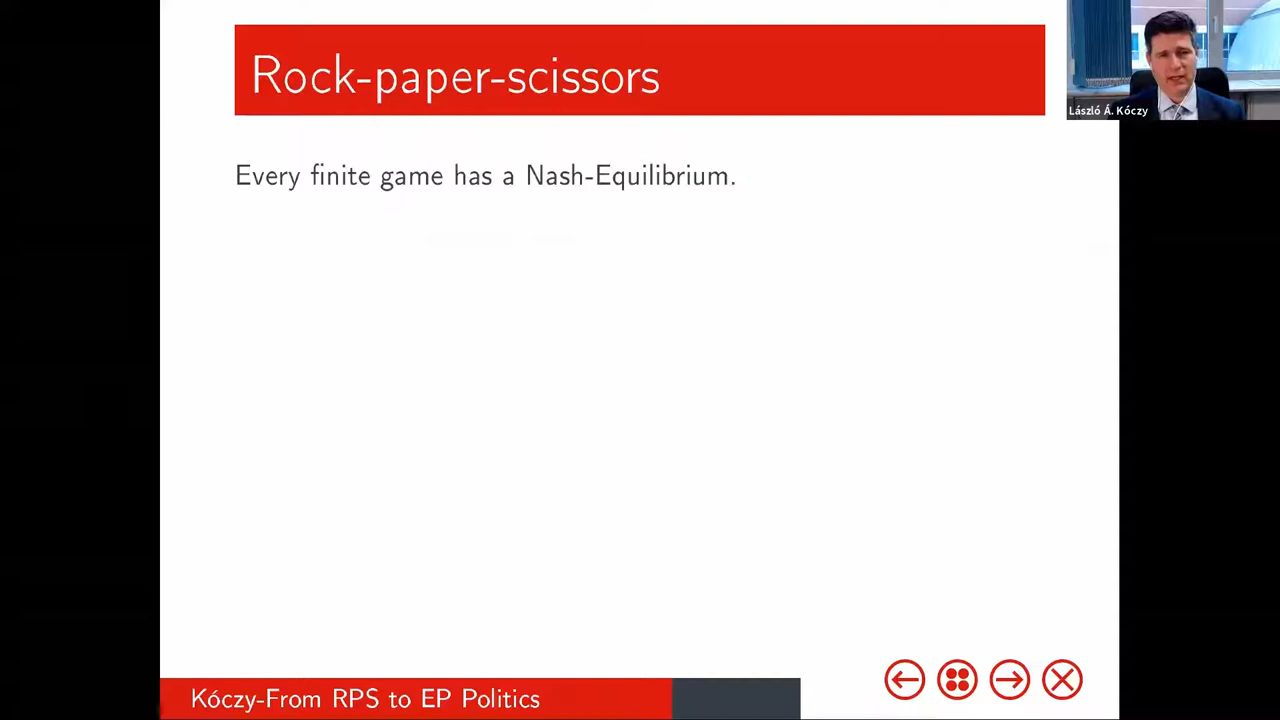 Rock-paper-scissors
László Á. Kóczy
Every finite game has a Nash-Equilibrium.
Kóczy-From RPS to EP Politics